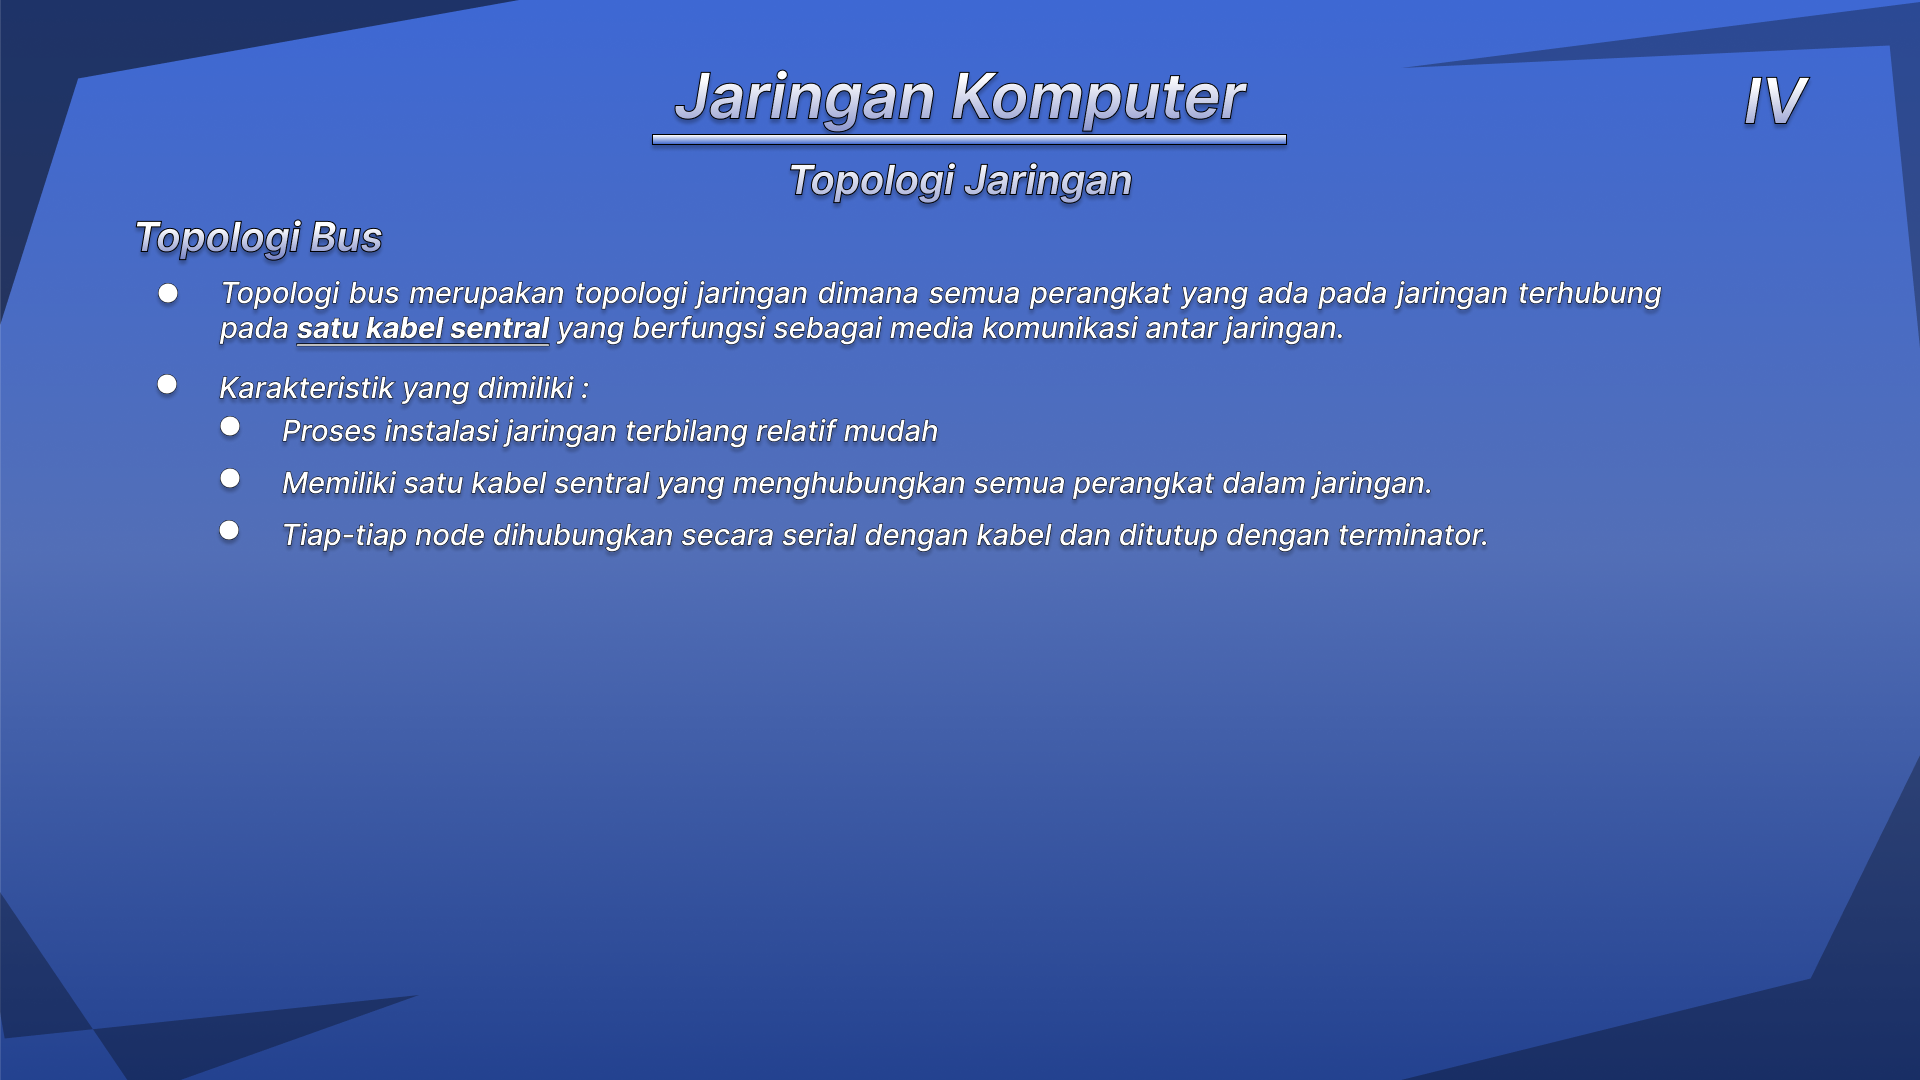 Jaringan Komputer
IV
Topologi Jaringan
Topologi Bus
Topologi bus merupakan topologi jaringan dimana semua perangkat yang ada pada jaringan terhubung
pada satu kabel sentral yang berfungsi sebagai media komunikasi antar jaringan.
Karakteristik yang dimiliki :
Proses instalasi jaringan terbilang relatif mudah
Memiliki satu kabel sentral yang menghubungkan semua perangkat dalam jaringan.
Tiap-tiap node dihubungkan secara serial dengan kabel dan ditutup dengan terminator.